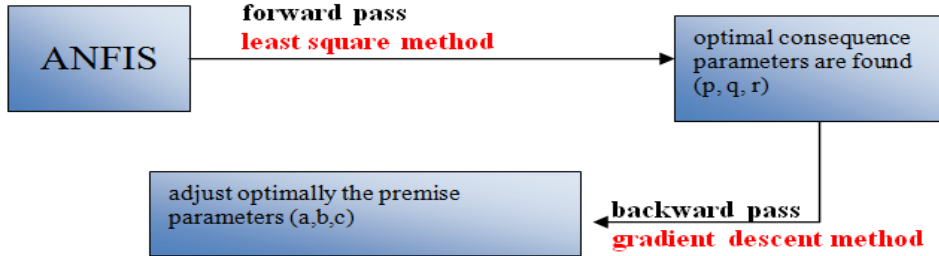 forward pass
least square method
ANFIS
optimal consequence
parameters are found
(p, q, r)
adjust optimally the premise
parameters (a,b,c)
backward pass
gradient descent method